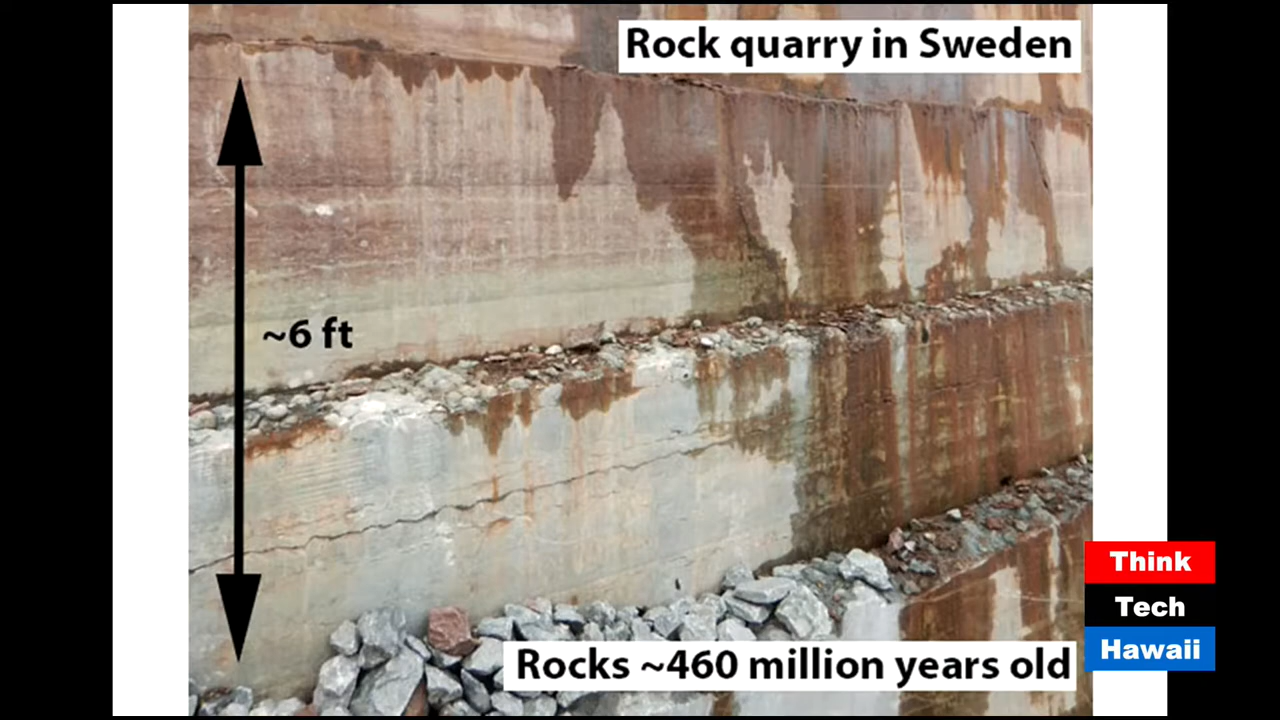 Rock quarry in Sweden
~6 ft
Rocks ~460 million years old
Think
Tech
Hawaii